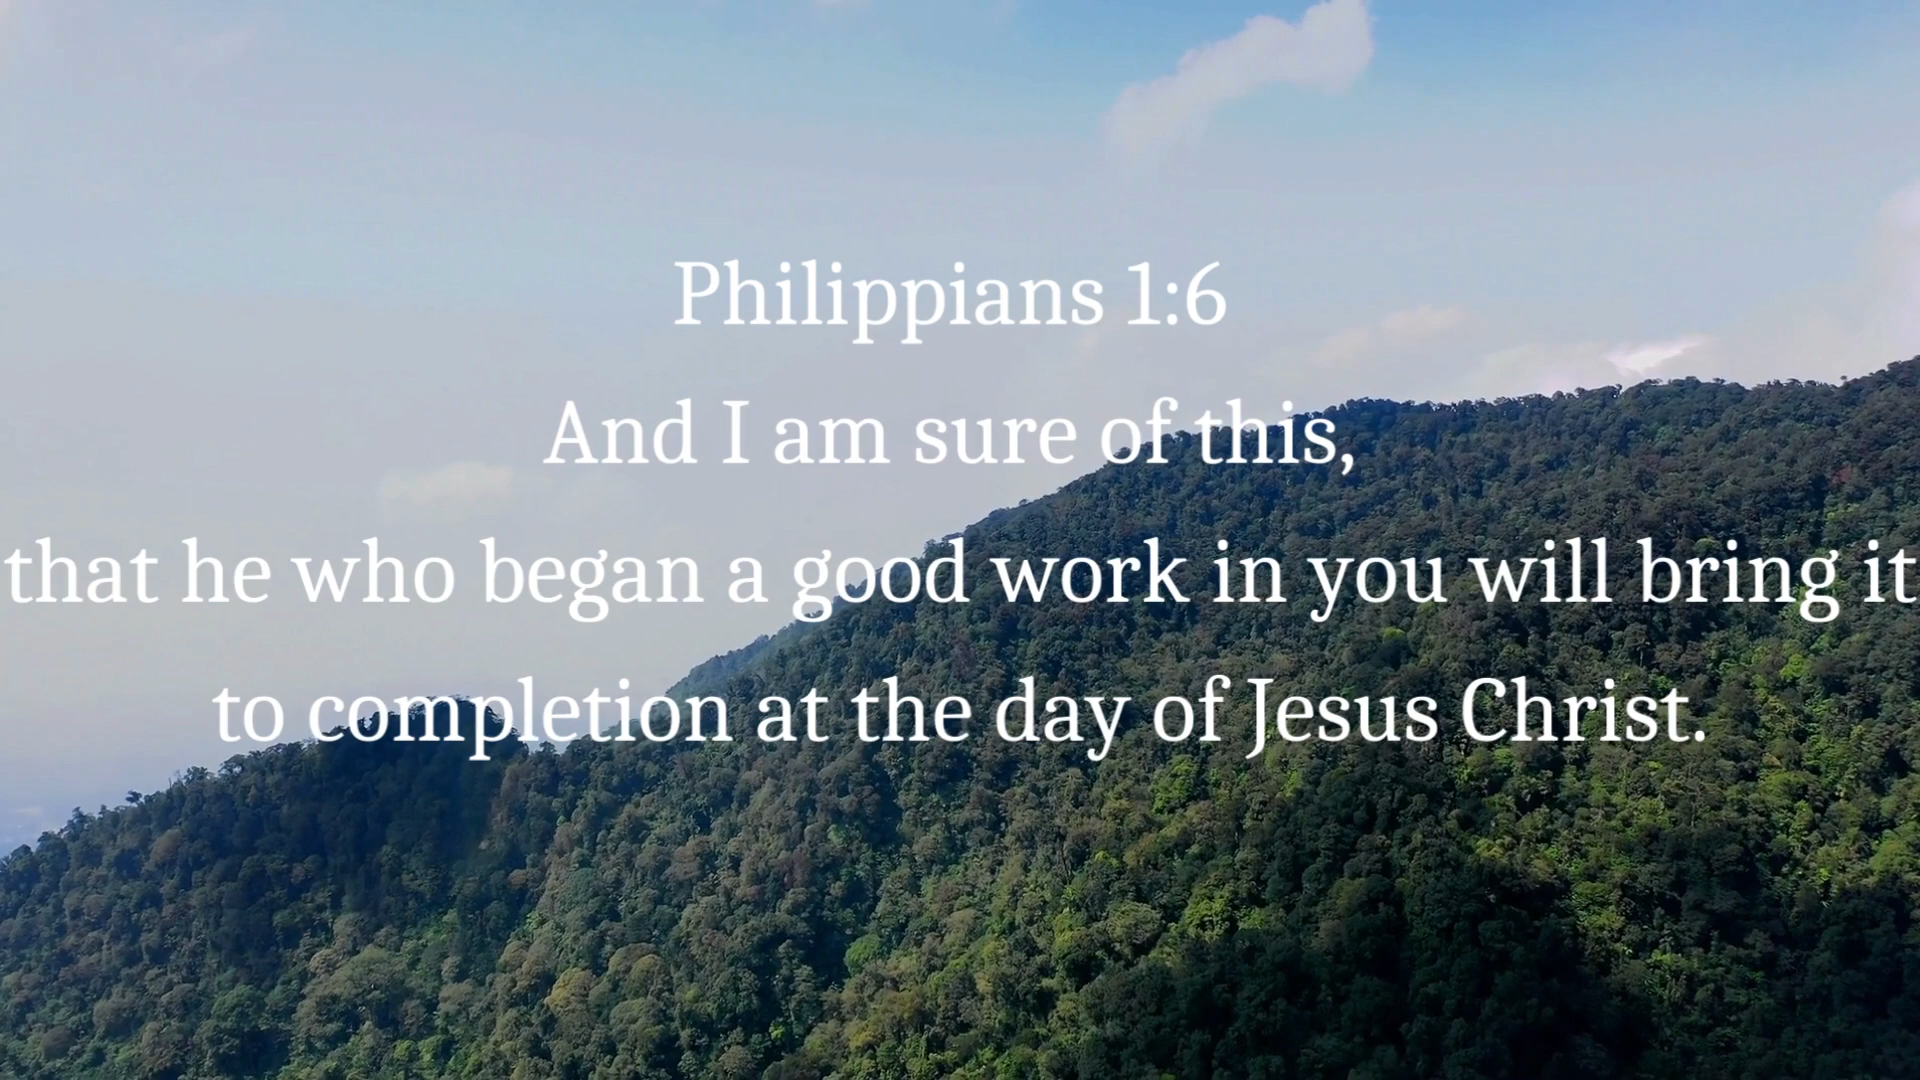 Philippians 1:6
And I am sure of this,
that he who began a good work in you will bring it
to completion at the day of Jesus Christ.